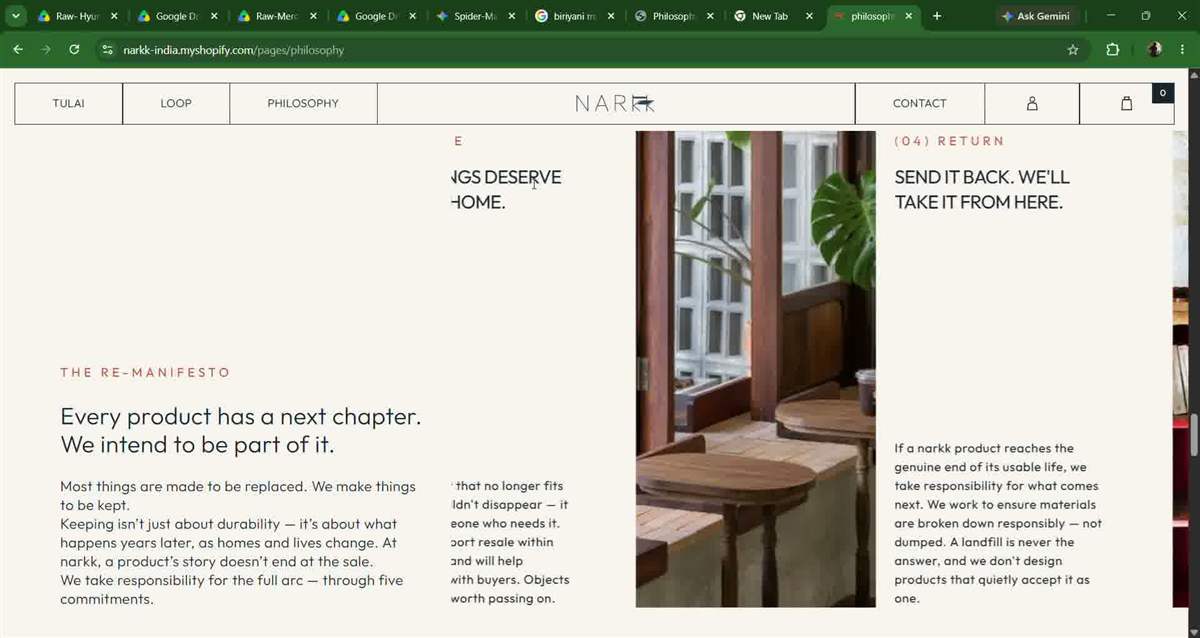 Raw- Hyun
Google Dr
Raw-Merc
Google Dr
Spider-Ma
biriyani m
Philosoph
New Tab
philosoph
Ask Gemini
narkk-india.myshopify.com/pages/philosophy
TULAI
LOOP
PHILOSOPHY
NARKK
CONTACT
0
E
NGS DESERVE
HOME.
(04) RETURN
SEND IT BACK. WE'LL
TAKE IT FROM HERE.
THE RE-MANIFESTO
Every product has a next chapter.
We intend to be part of it.
Most things are made to be replaced. We make things
to be kept.
Keeping isn't just about durability — it's about what
happens years later, as homes and lives change. At
narkk, a product's story doesn't end at the sale.
We take responsibility for the full arc — through five
commitments.
that no longer fits
ldn't disappear — it
eone who needs it.
port resale within
and will help
with buyers. Objects
worth passing on.
If a narkk product reaches the
genuine end of its usable life, we
take responsibility for what comes
next. We work to ensure materials
are broken down responsibly — not
dumped. A landfill is never the
answer, and we don't design
products that quietly accept it as
one.